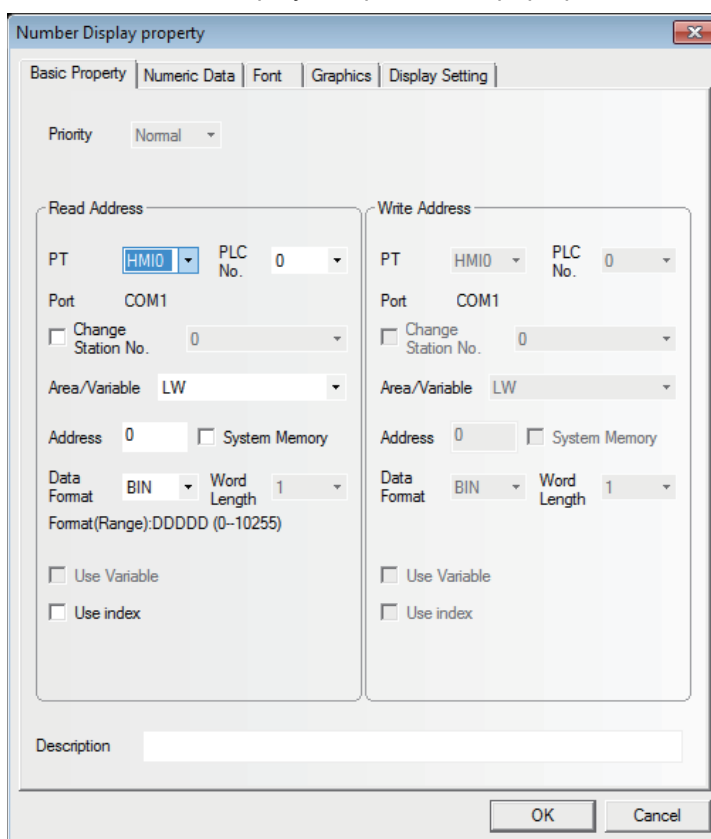 Number Display property
Basic Property Numeric Data Font Graphics Display Setting
Priority Normal
Read Address
PT HMI0 PLC No. 0
Port COM1
Change Station No. 0
Area/Variable LW
Address 0 System Memory
Data Format BIN Word Length 1
Format(Range):DDDDD (0--10255)
Use Variable
Use index
Write Address
PT HMI0 PLC No. 0
Port COM1
Change Station No. 0
Area/Variable LW
Address 0 System Memory
Data Format BIN Word Length 1
Use Variable
Use index
Description
OK Cancel